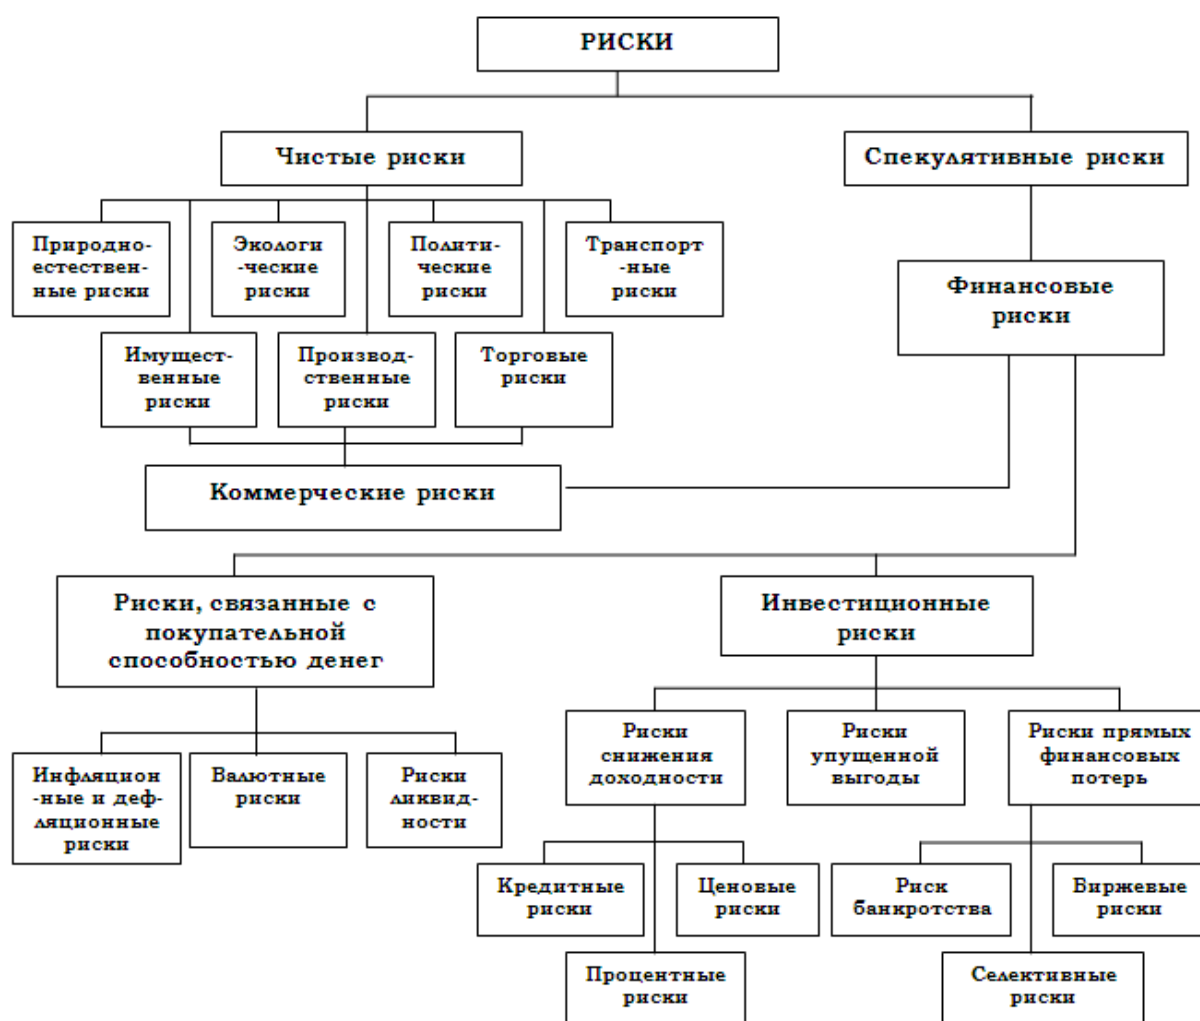 РИСКИ
Чистые риски
Спекулятивные риски
Природно-
естествен-
ные риски
Экологи
-ческие
риски
Полити-
ческие
риски
Транспорт
-ные
риски
Финансовые
риски
Имущест-
венные
риски
Производ-
ственные
риски
Торговые
риски
Коммерческие риски
Риски, связанные с
покупательной
способностью денег
Инвестиционные
риски
Риски
снижения
доходности
Риски
упущенной
выгоды
Риски прямых
финансовых
потерь
Инфляцион
-ные и деф-
ляционные
риски
Валютные
риски
Риски
ликвид-
ности
Кредитные
риски
Ценовые
риски
Риск
банкротства
Биржевые
риски
Процентные
риски
Селективные
риски